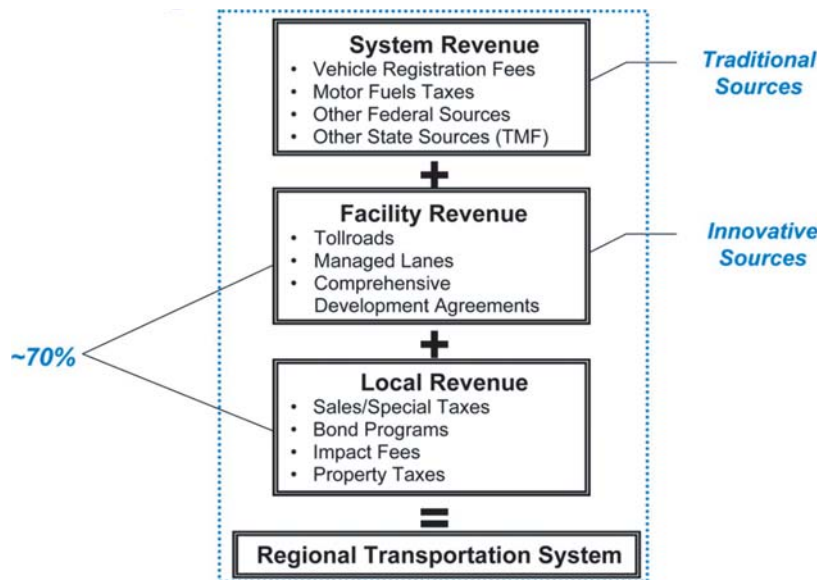 System Revenue
• Vehicle Registration Fees
• Motor Fuels Taxes
• Other Federal Sources
• Other State Sources (TMF)
Traditional
Sources
+
Facility Revenue
• Tollroads
• Managed Lanes
• Comprehensive
Development Agreements
Innovative
Sources
~70%
+
Local Revenue
• Sales/Special Taxes
• Bond Programs
• Impact Fees
• Property Taxes
=
Regional Transportation System